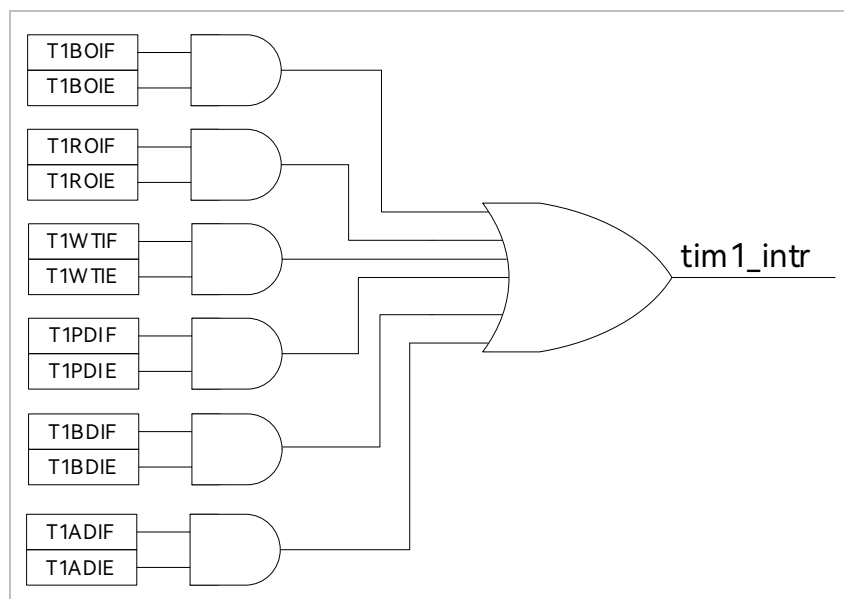 T1BOIF
T1BOIE
T1ROIF
T1ROIE
T1WTIF
T1WTIE
tim1_intr
T1PDIF
T1PDIE
T1BDIF
T1BDIE
T1ADIF
T1ADIE